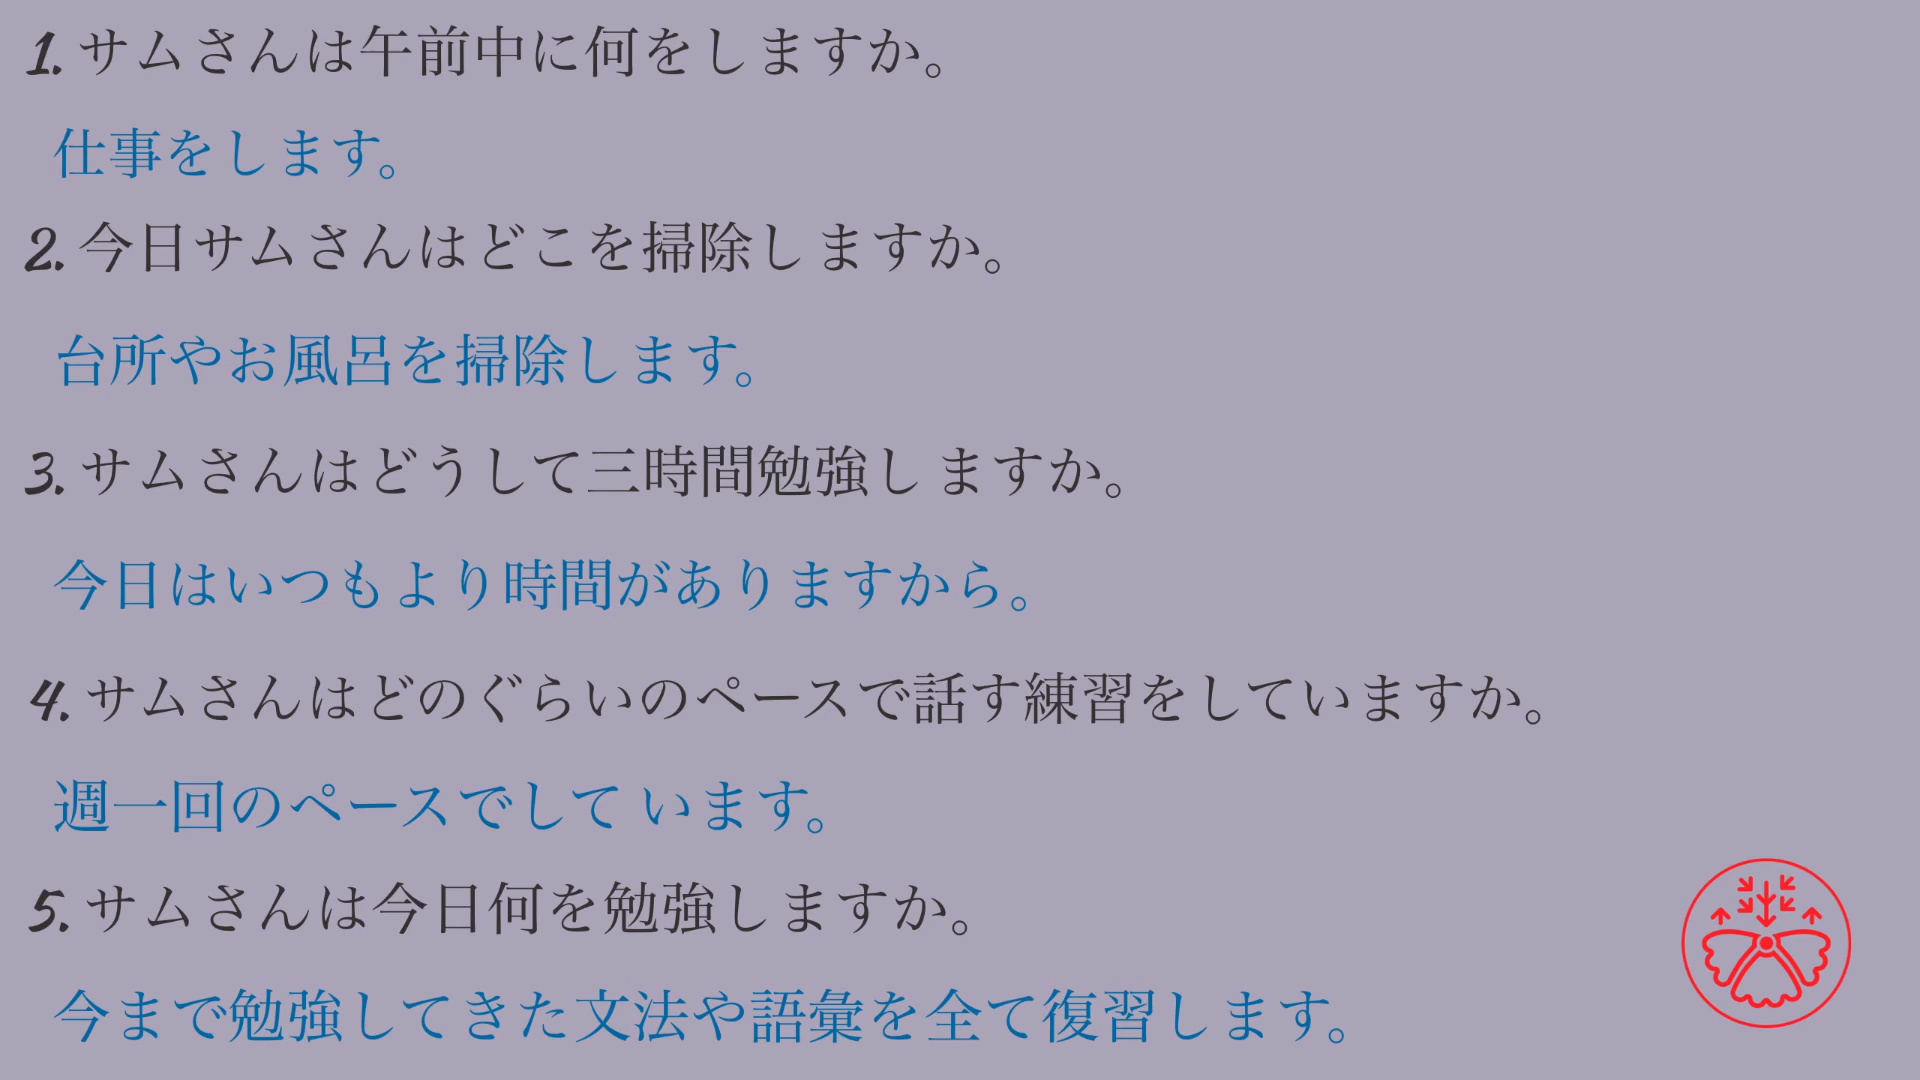 1. サムさんは午前中に何をしますか。
仕事をします。
2. 今日サムさんはどこを掃除しますか。
台所やお風呂を掃除します。
3. サムさんはどうして三時間勉強しますか。
今日はいつもより時間がありますから。
4. サムさんはどのぐらいのペースで話す練習をしていますか。
週一回のペースでしています。
5. サムさんは今日何を勉強しますか。
今まで勉強してきた文法や語彙を全て復習します。